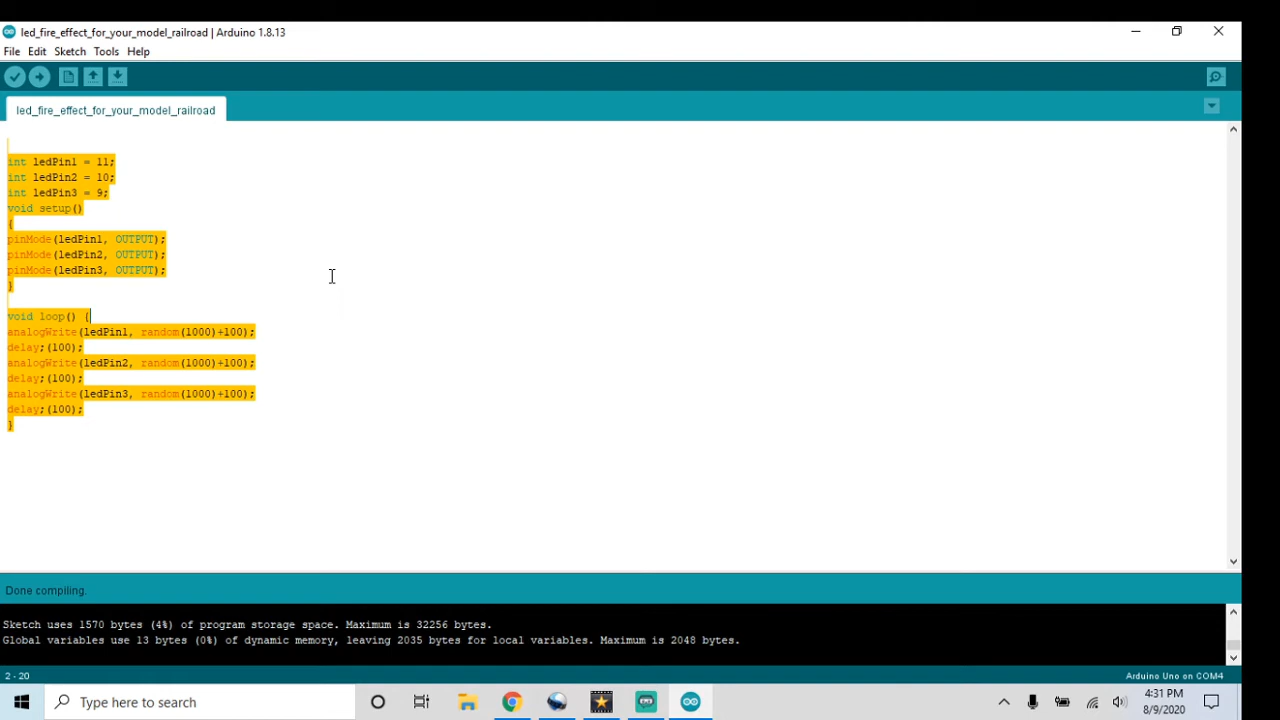 led_fire_effect_for_your_model_railroad | Arduino 1.8.13
File Edit Sketch Tools Help
led_fire_effect_for_your_model_railroad
int ledPin1 = 11;
int ledPin2 = 10;
int ledPin3 = 9;
void setup()
{
pinMode(ledPin1, OUTPUT);
pinMode(ledPin2, OUTPUT);
pinMode(ledPin3, OUTPUT);
}
void loop() {
analogWrite(ledPin1, random(1000)+100);
delay;(100);
analogWrite(ledPin2, random(1000)+100);
delay;(100);
analogWrite(ledPin3, random(1000)+100);
delay;(100);
}
Done compiling.
Sketch uses 1570 bytes (4%) of program storage space. Maximum is 32256 bytes.
Global variables use 13 bytes (0%) of dynamic memory, leaving 2035 bytes for local variables. Maximum is 2048 bytes.
2 - 20
Arduino Uno on COM4
Type here to search
4:31 PM
8/9/2020